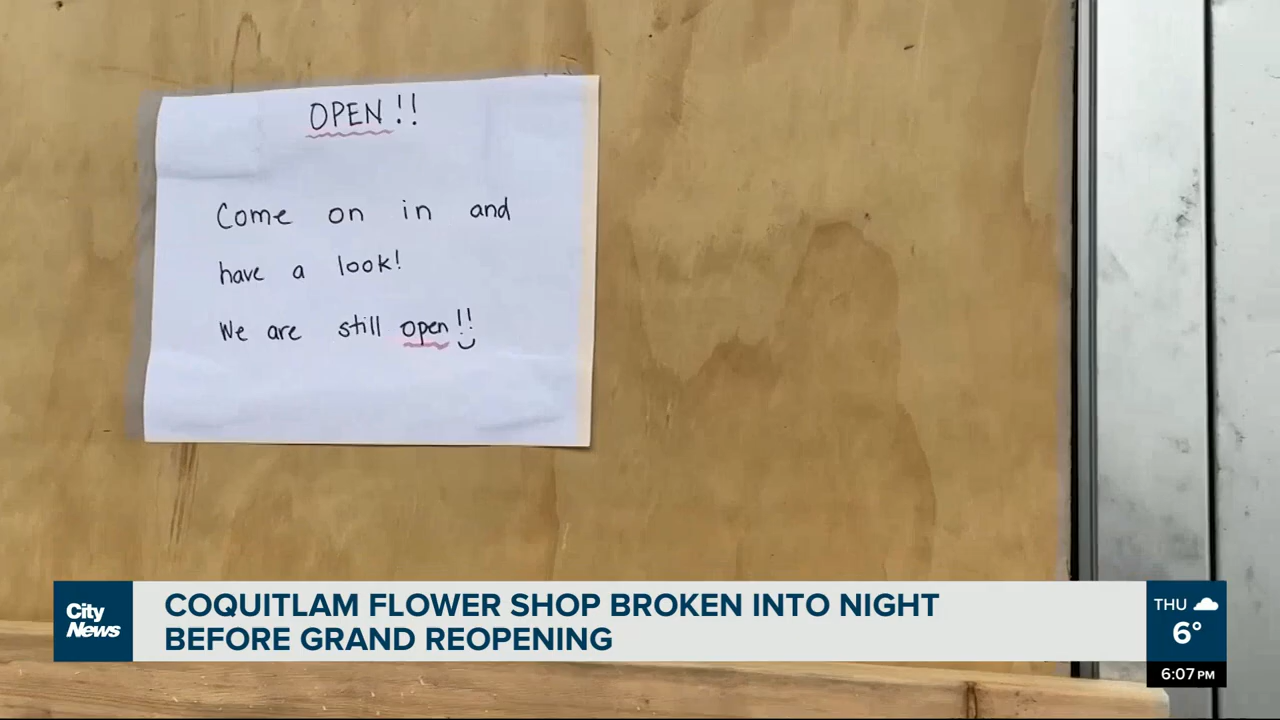 OPEN!!
Come on in and
have a look!
We are still open!!
City
News
COQUITLAM FLOWER SHOP BROKEN INTO NIGHT
BEFORE GRAND REOPENING
THU
6°
6:07 PM